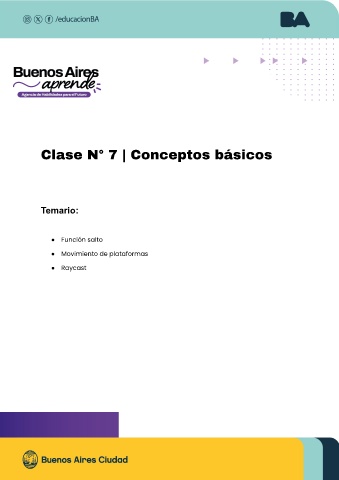 /educacionBA
BA
Buenos Aires
aprende
Agencia de Habilidades para el Futuro
Clase N° 7 | Conceptos básicos
Temario:
● Función salto
● Movimiento de plataformas
● Raycast
Buenos Aires Ciudad